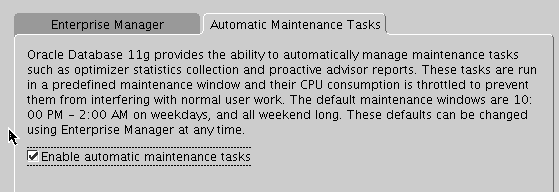 Enterprise Manager
Automatic Maintenance Tasks
Oracle Database 11g provides the ability to automatically manage maintenance tasks
such as optimizer statistics collection and proactive advisor reports. These tasks are run
in a predefined maintenance window and their CPU consumption is throttled to prevent
them from interfering with normal user work. The default maintenance windows are 10:
00 PM - 2:00 AM on weekdays, and all weekend long. These defaults can be changed
using Enterprise Manager at any time.
Enable automatic maintenance tasks